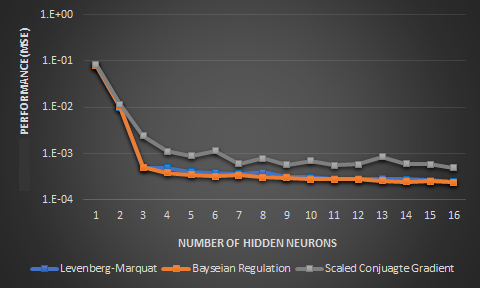 1.E+00
1.E-01
1.E-02
1.E-03
1.E-04
PERFORMANCE(MSE)
1 2 3 4 5 6 7 8 9 10 11 12 13 14 15 16
NUMBER OF HIDDEN NEURONS
Levenberg-Marquat Bayseian Regulation Scaled Conjuagte Gradient